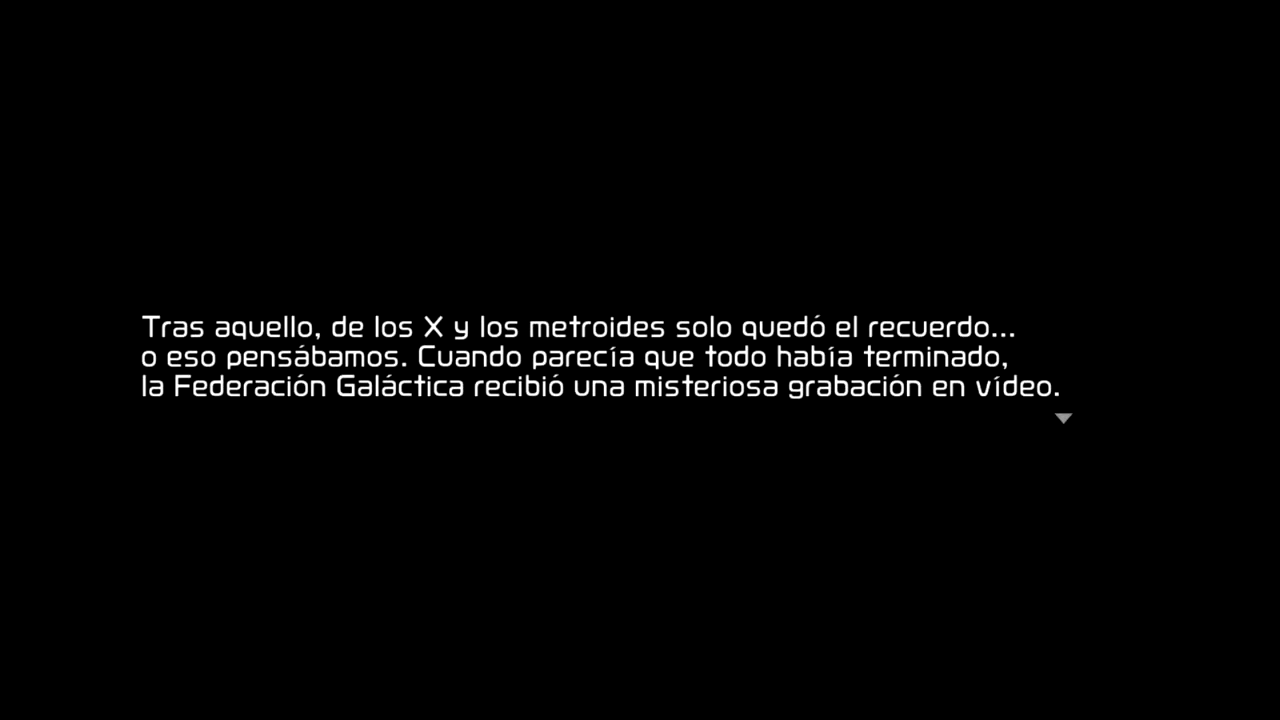 Tras aquello, de los X y los metroides solo quedó el recuerdo...
o eso pensábamos. Cuando parecía que todo había terminado,
la Federación Galáctica recibió una misteriosa grabación en vídeo.